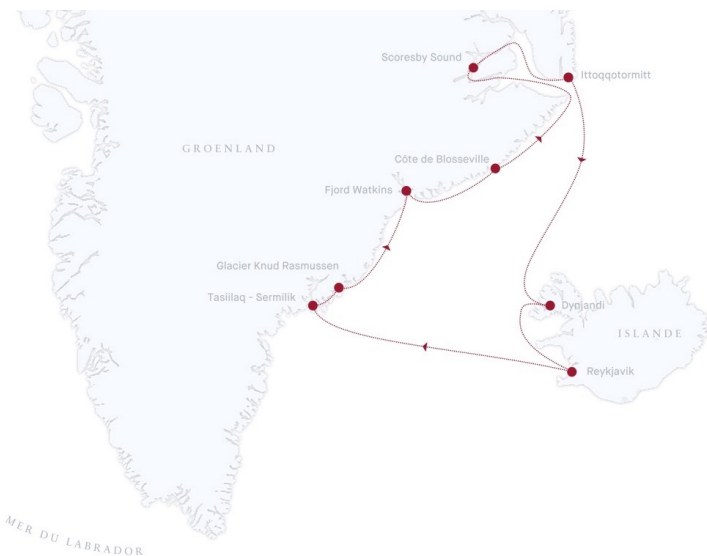 Scoresby Sound
Ittoqqotormitt
GROENLAND
Côte de Blosseville
Fjord Watkins
Glacier Knud Rasmussen
Tasiilaq - Sermilik
Dynjandi
ISLANDE
Reykjavík
MER DU LABRADOR